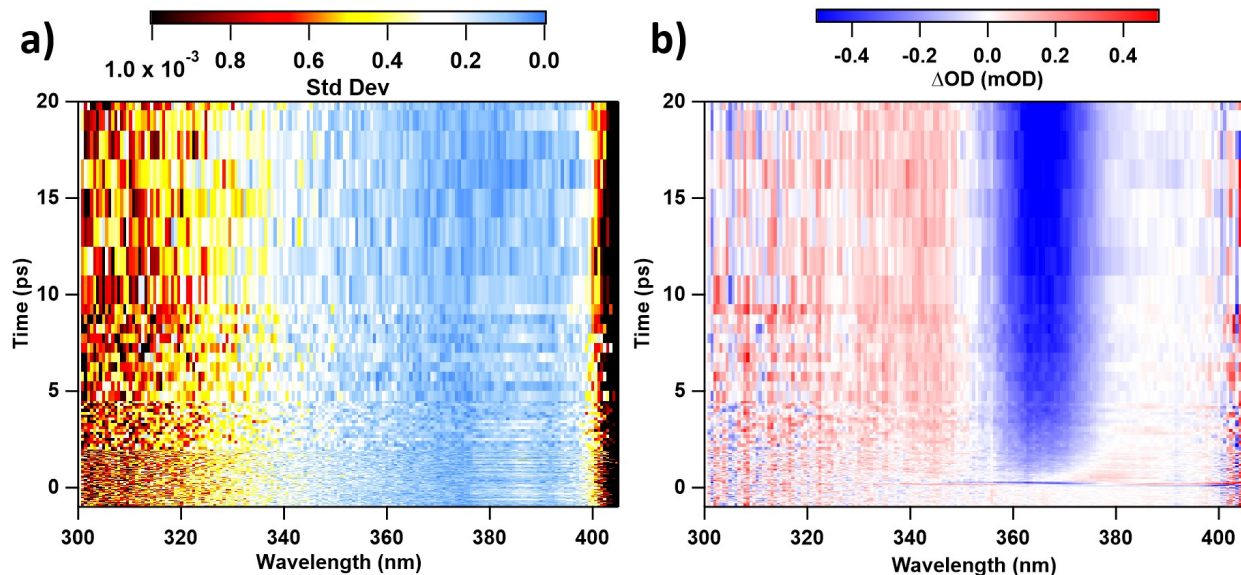 a)
1.0 x 10⁻³ 0.8 0.6 0.4 0.2 0.0
Std Dev
20
15
10
5
0
Time (ps)
300 320 340 360 380 400
Wavelength (nm)
b)
-0.4 -0.2 0.0 0.2 0.4
ΔOD (mOD)
20
15
10
5
0
Time (ps)
300 320 340 360 380 400
Wavelength (nm)